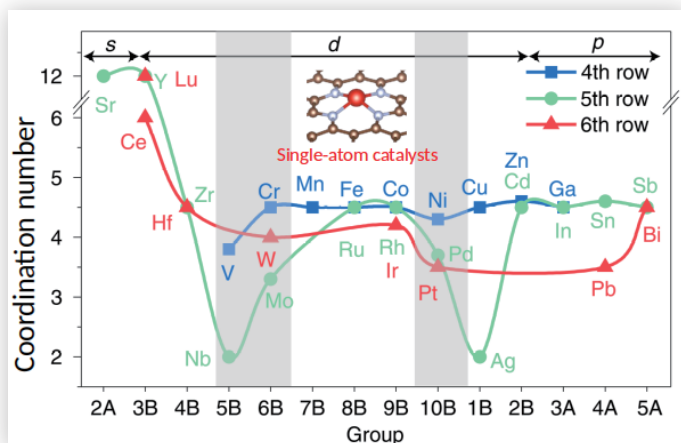 s d p
12
6
5
4
3
2
Coordination number
4th row
5th row
6th row
Single-atom catalysts
Sr
Y Lu
Ce
Hf Zr
Nb
V
Cr
W
Mo
Mn
Fe
Ru
Co
Rh
Ir
Ni
Pd
Pt
Cu
Ag
Zn
Cd
Ga
In
Sn
Pb
Sb
Bi
2A 3B 4B 5B 6B 7B 8B 9B 10B 1B 2B 3A 4A 5A
Group